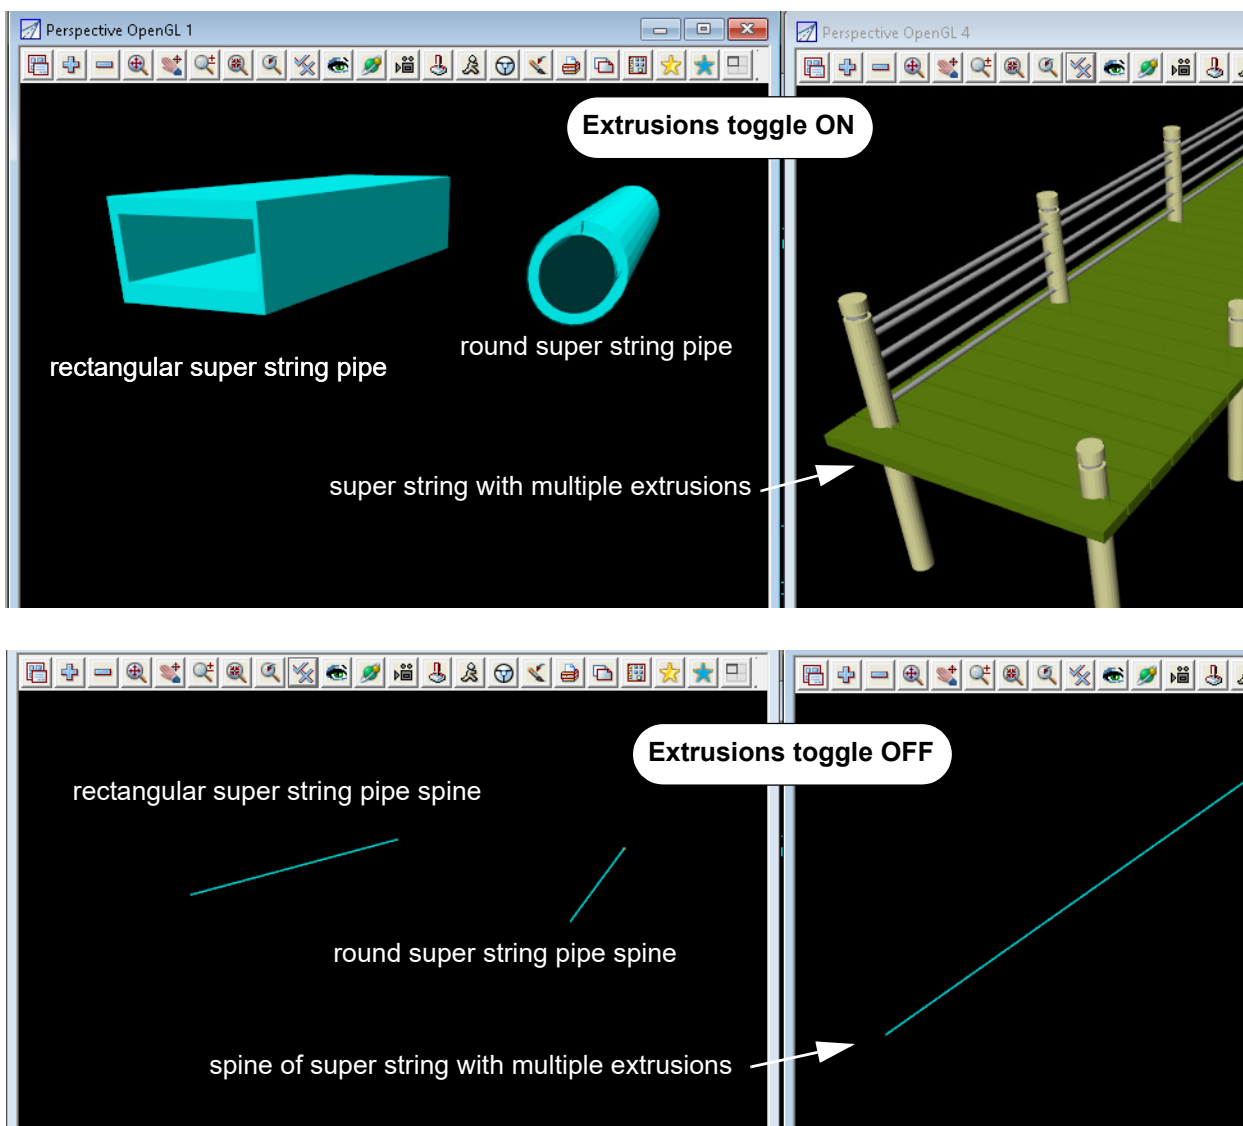 Perspective OpenGL 1
Perspective OpenGL 4
Extrusions toggle ON
rectangular super string pipe
round super string pipe
super string with multiple extrusions
Extrusions toggle OFF
rectangular super string pipe spine
round super string pipe spine
spine of super string with multiple extrusions